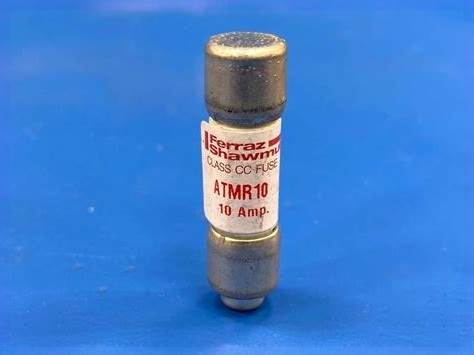 Ferraz
Shawmu
CLASS CC FUSE
ATMR10
10 Amp.